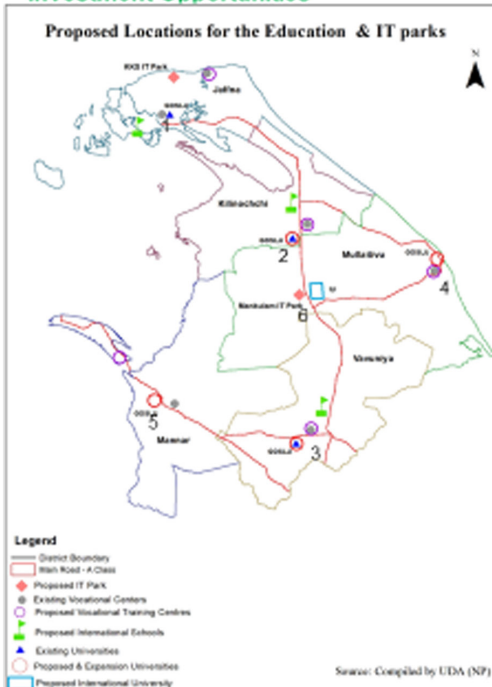 Investment Opportunities
Proposed Locations for the Education & IT parks
N
KKS IT Park
Jaffna
1
Kilinochchi
2
Mullaitivu
4
Mankulam IT Park
6
Vavuniya
5
Mannar
3
Legend
District Boundary
Main Road - A Class
Proposed IT Park
Existing Vocational Centers
Proposed Vocational Training Centres
Proposed International Schools
Existing Universities
Proposed & Expansion Universities
Proposed International University
Source: Compiled by UDA (NP)